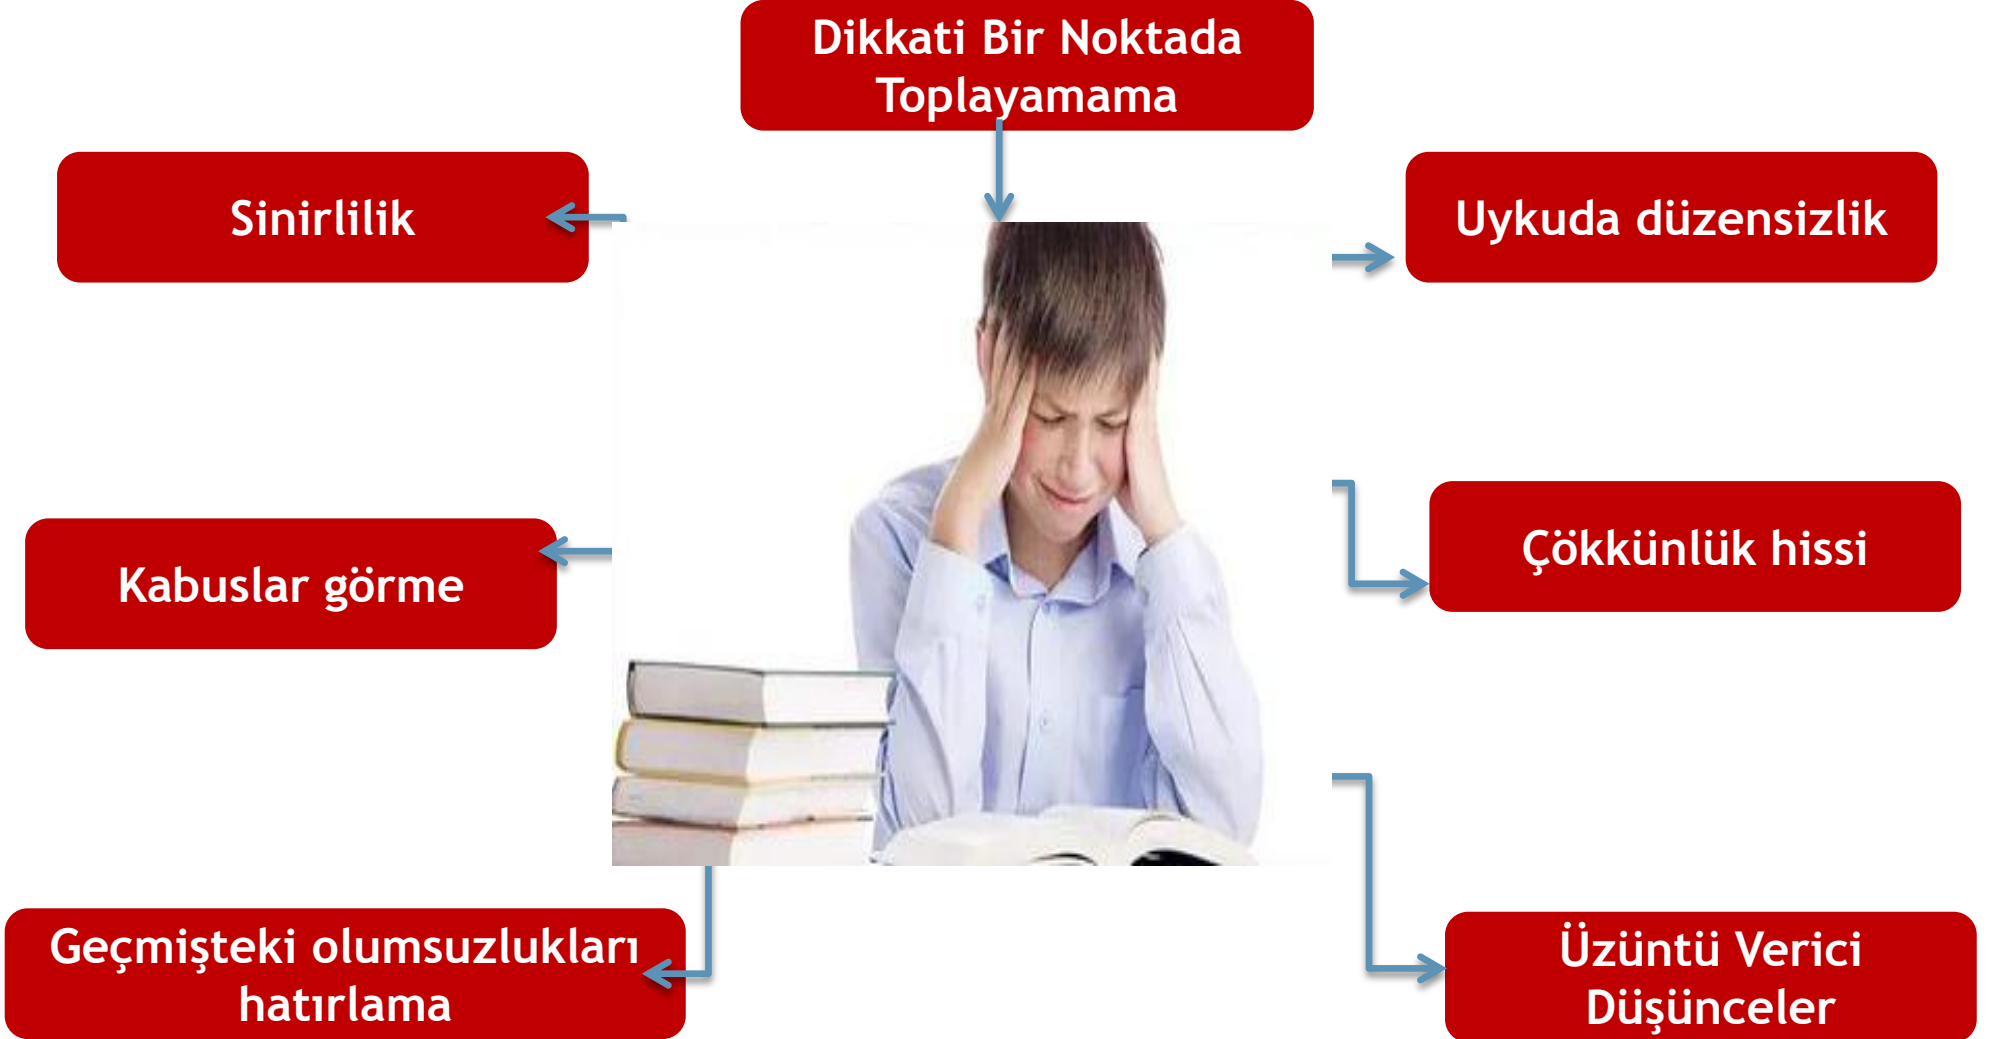 Dikkati Bir Noktada
Toplayamama
Sinirlilik
Uykuda düzensizlik
Kabuslar görme
Çökkünlük hissi
Geçmişteki olumsuzlukları
hatırlama
Üzüntü Verici
Düşünceler